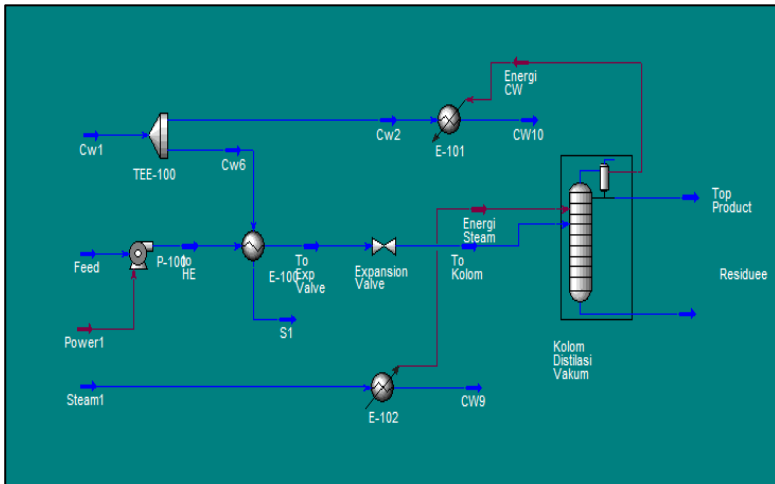 Energi
CW
Cw1
TEE-100
Cw2
E-101
CW10
Cw6
Top
Product
Energi
Steam
Feed
P-100
to
HE
E-100
To
Exp
Valve
Expansion
Valve
To
Kolom
Residuee
S1
Power1
Kolom
Distilasi
Vakum
Steam1
E-102
CW9